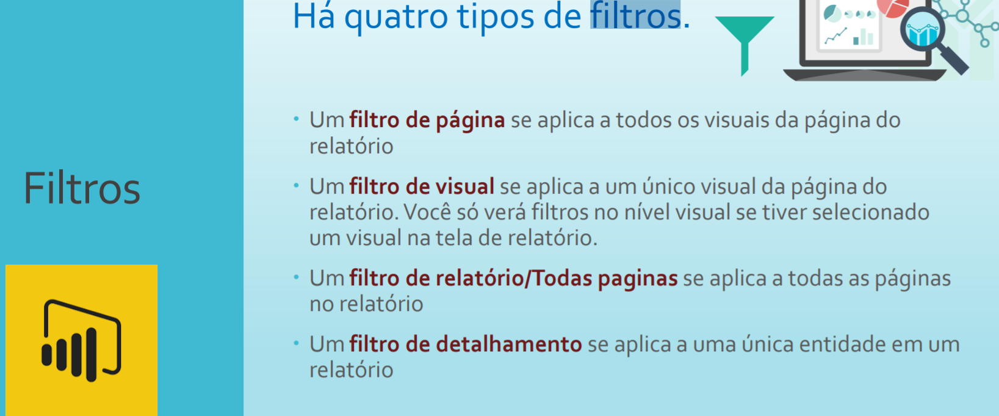 Há quatro tipos de filtros.
• Um filtro de página se aplica a todos os visuais da página do
relatório
Filtros
• Um filtro de visual se aplica a um único visual da página do
relatório. Você só verá filtros no nível visual se tiver selecionado
um visual na tela de relatório.
• Um filtro de relatório/Todas paginas se aplica a todas as páginas
no relatório
• Um filtro de detalhamento se aplica a uma única entidade em um
relatório